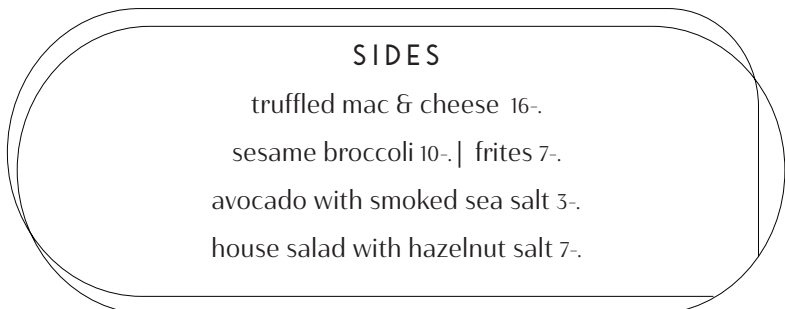 SIDES
truffled mac & cheese 16-.
sesame broccoli 10-. | frites 7-.
avocado with smoked sea salt 3-.
house salad with hazelnut salt 7-.